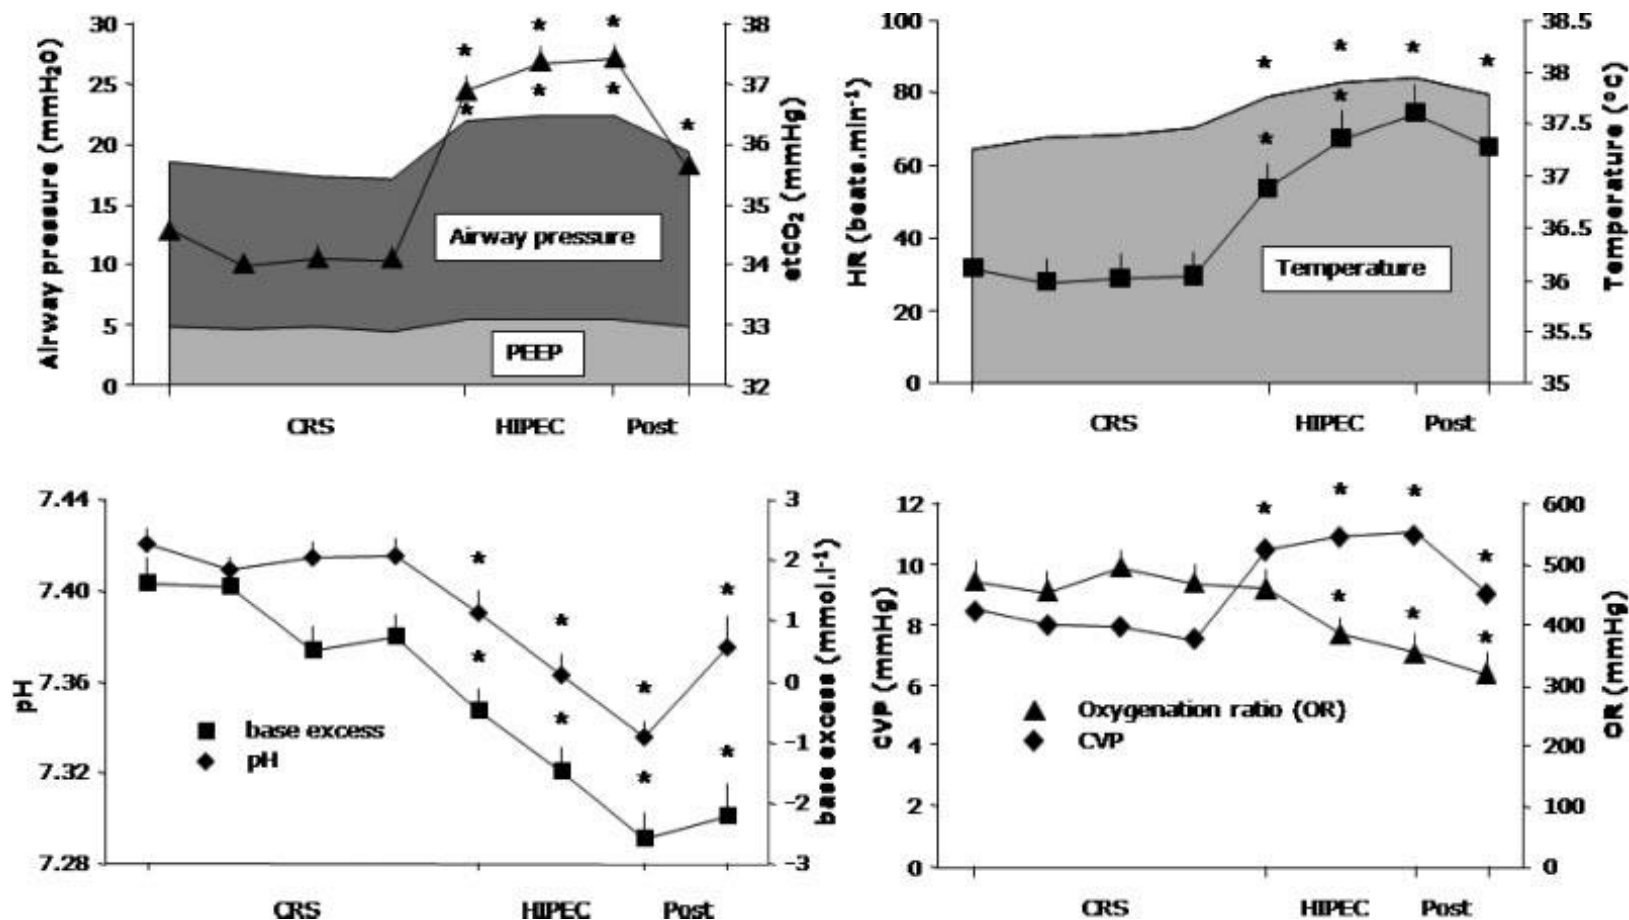 Airway pressure (mmH₂O)
30
25
20
15
10
5
0
* * *
* * *
*
Airway pressure
PEEP
38
37
36
35
34
33
32
etCO₂ (mmHg)
CRS HIPEC Post
HR (beats.min⁻¹)
100
80
60
40
20
0
* * * *
* *
Temperature
38.5
38
37.5
37
36.5
36
35.5
35
Temperature (°C)
CRS HIPEC Post
pH
7.44
7.40
7.36
7.32
7.28
* * * *
* * * *
base excess
pH
3
2
1
0
-1
-2
-3
base excess (mmol.l⁻¹)
CRS HIPEC Post
CVP (mmHg)
12
10
8
6
4
2
0
* * * *
* * *
Oxygenation ratio (OR)
CVP
600
500
400
300
200
100
0
OR (mmHg)
CRS HIPEC Post